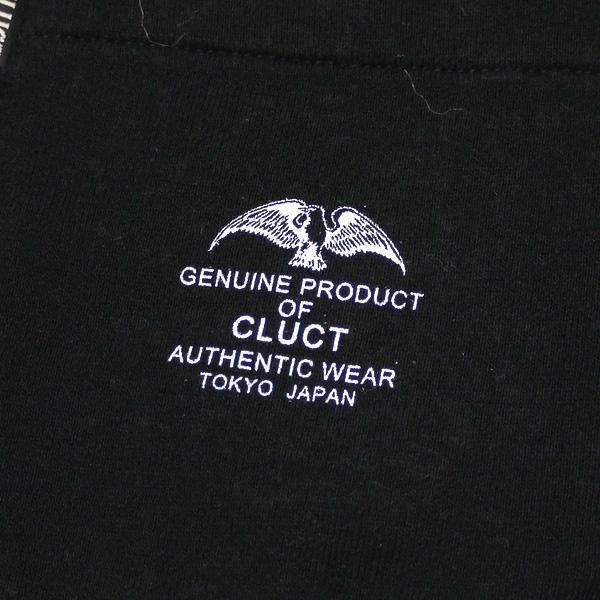 GENUINE PRODUCT
OF
CLUCT
AUTHENTIC WEAR
TOKYO JAPAN